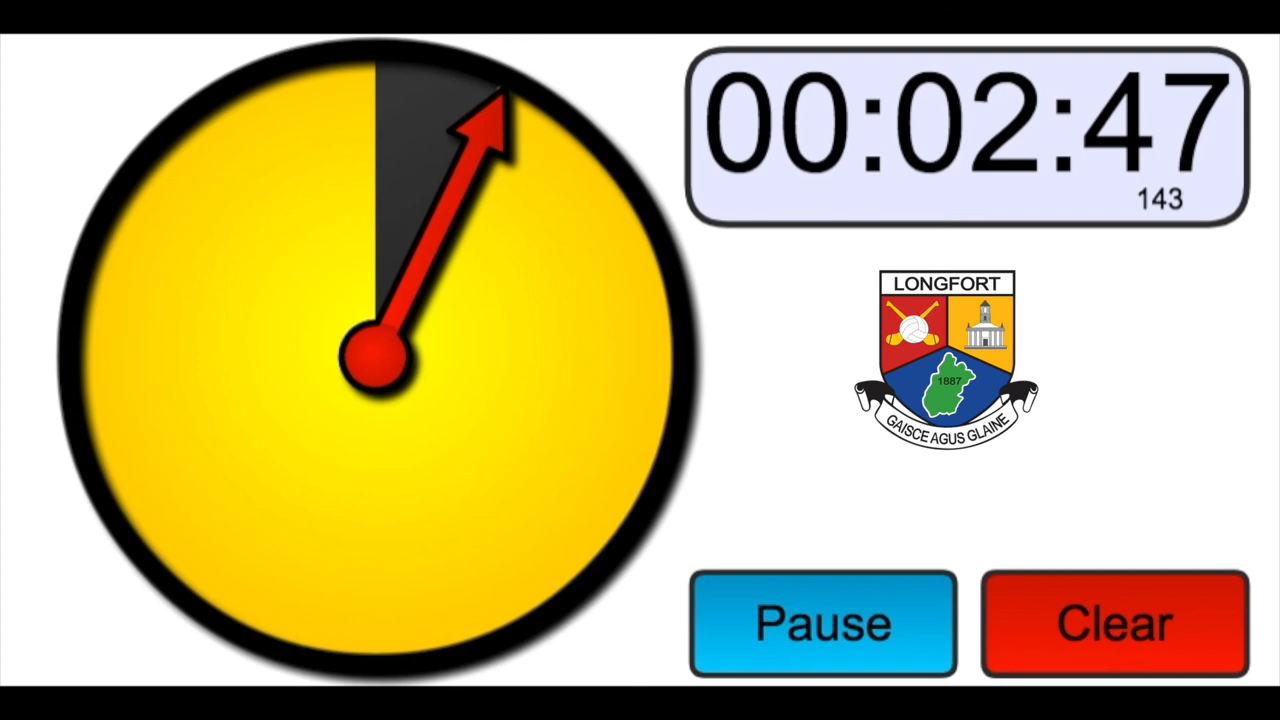 00:02:47
143
LONGFORT
1887
GAISCE AGUS GLAINE
Pause
Clear